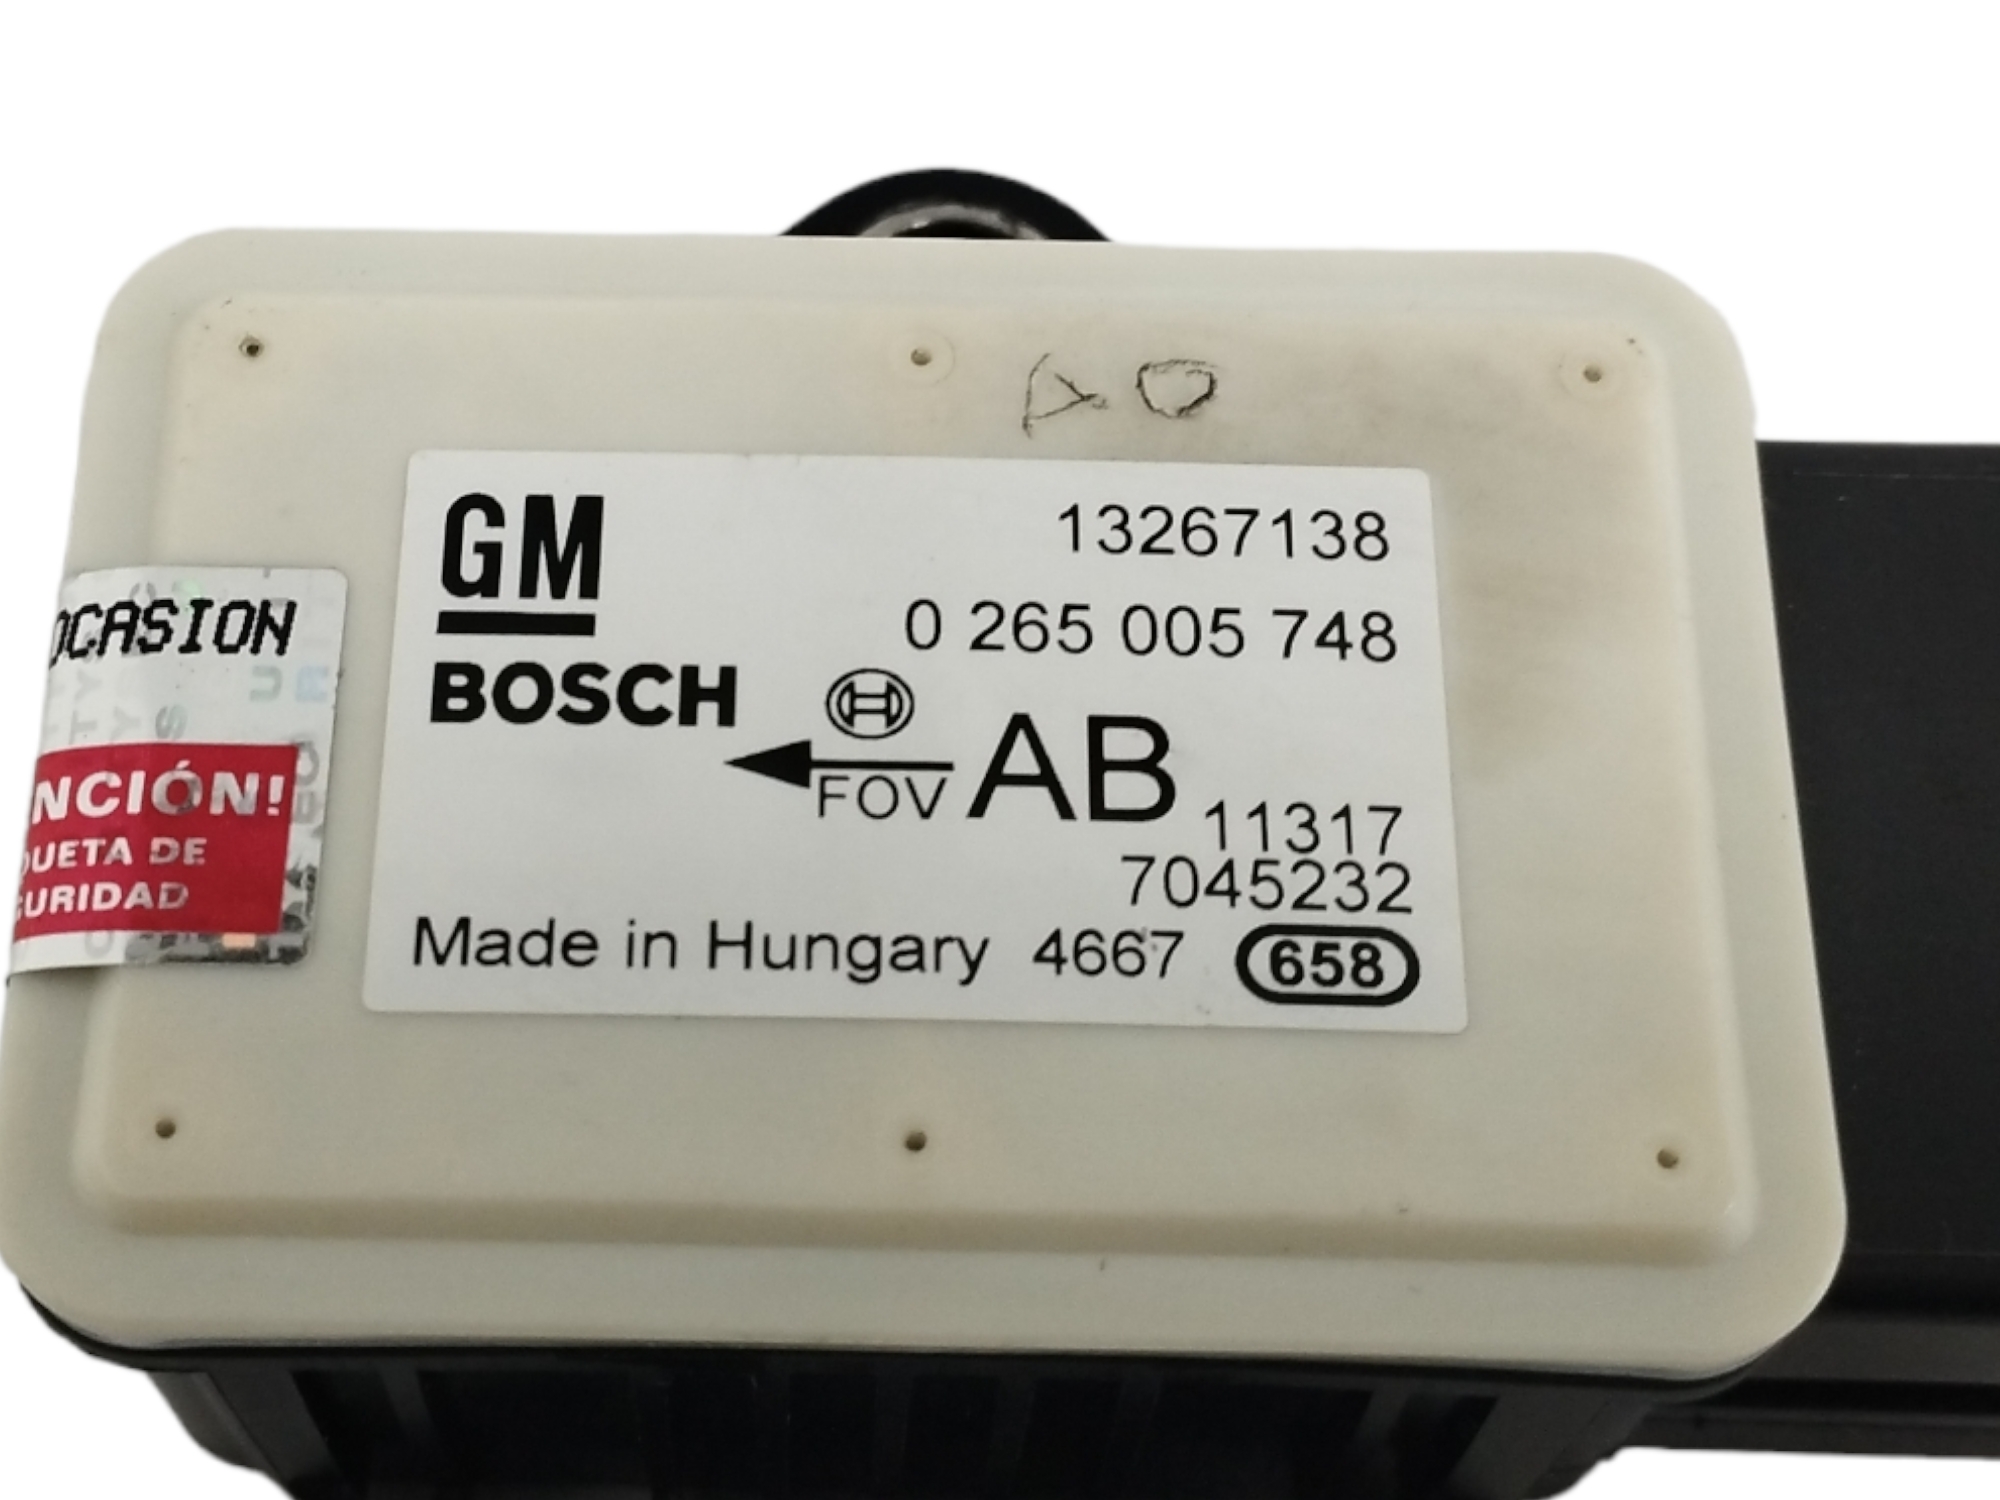 GM
13267138
0 265 005 748
BOSCH
FOV
AB
11317
7045232
Made in Hungary 4667 658
OCASION
NCIÓN!
QUETA DE
GURIDAD